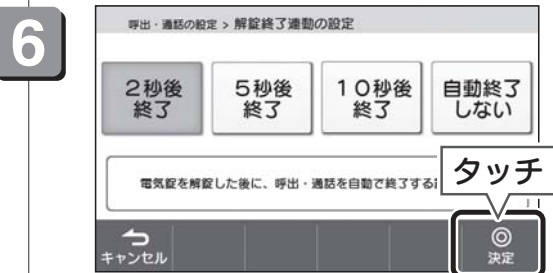 6
呼出・通話の設定 > 解錠終了連動の設定
2秒後
終了
5秒後
終了
10秒後
終了
自動終了
しない
電気錠を解錠した後に、呼出・通話を自動で終了する
タッチ
キャンセル
◎
決定